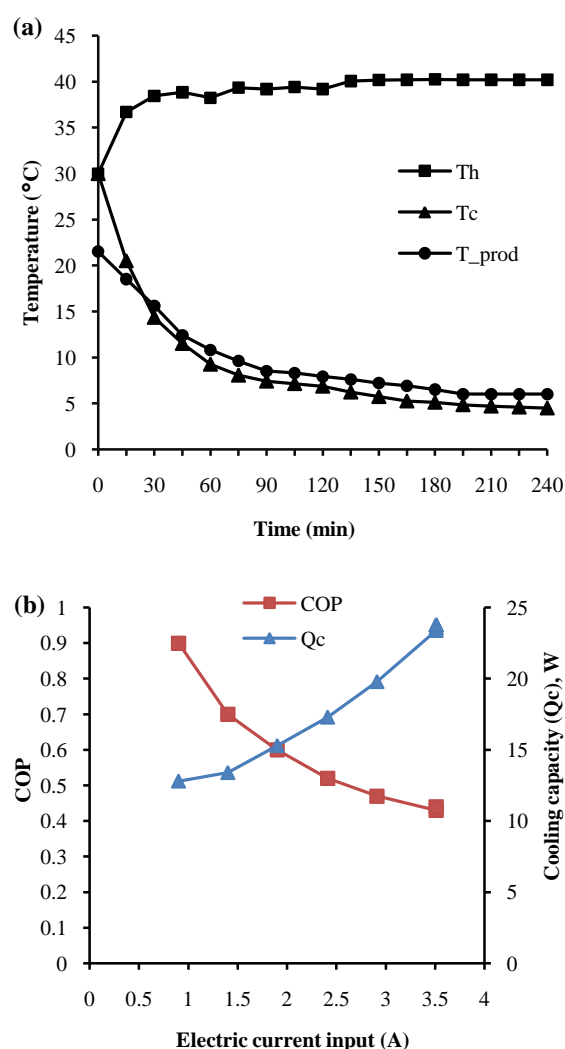 (a)
45
40
35
30
25
20
15
10
5
0
Temperature (°C)
Th
Tc
T_prod
0 30 60 90 120 150 180 210 240
Time (min)
(b)
COP
Qc
1
0.9
0.8
0.7
0.6
0.5
0.4
0.3
0.2
0.1
0
COP
25
20
15
10
5
0
Cooling capacity (Qc), W
0 0.5 1 1.5 2 2.5 3 3.5 4
Electric current input (A)